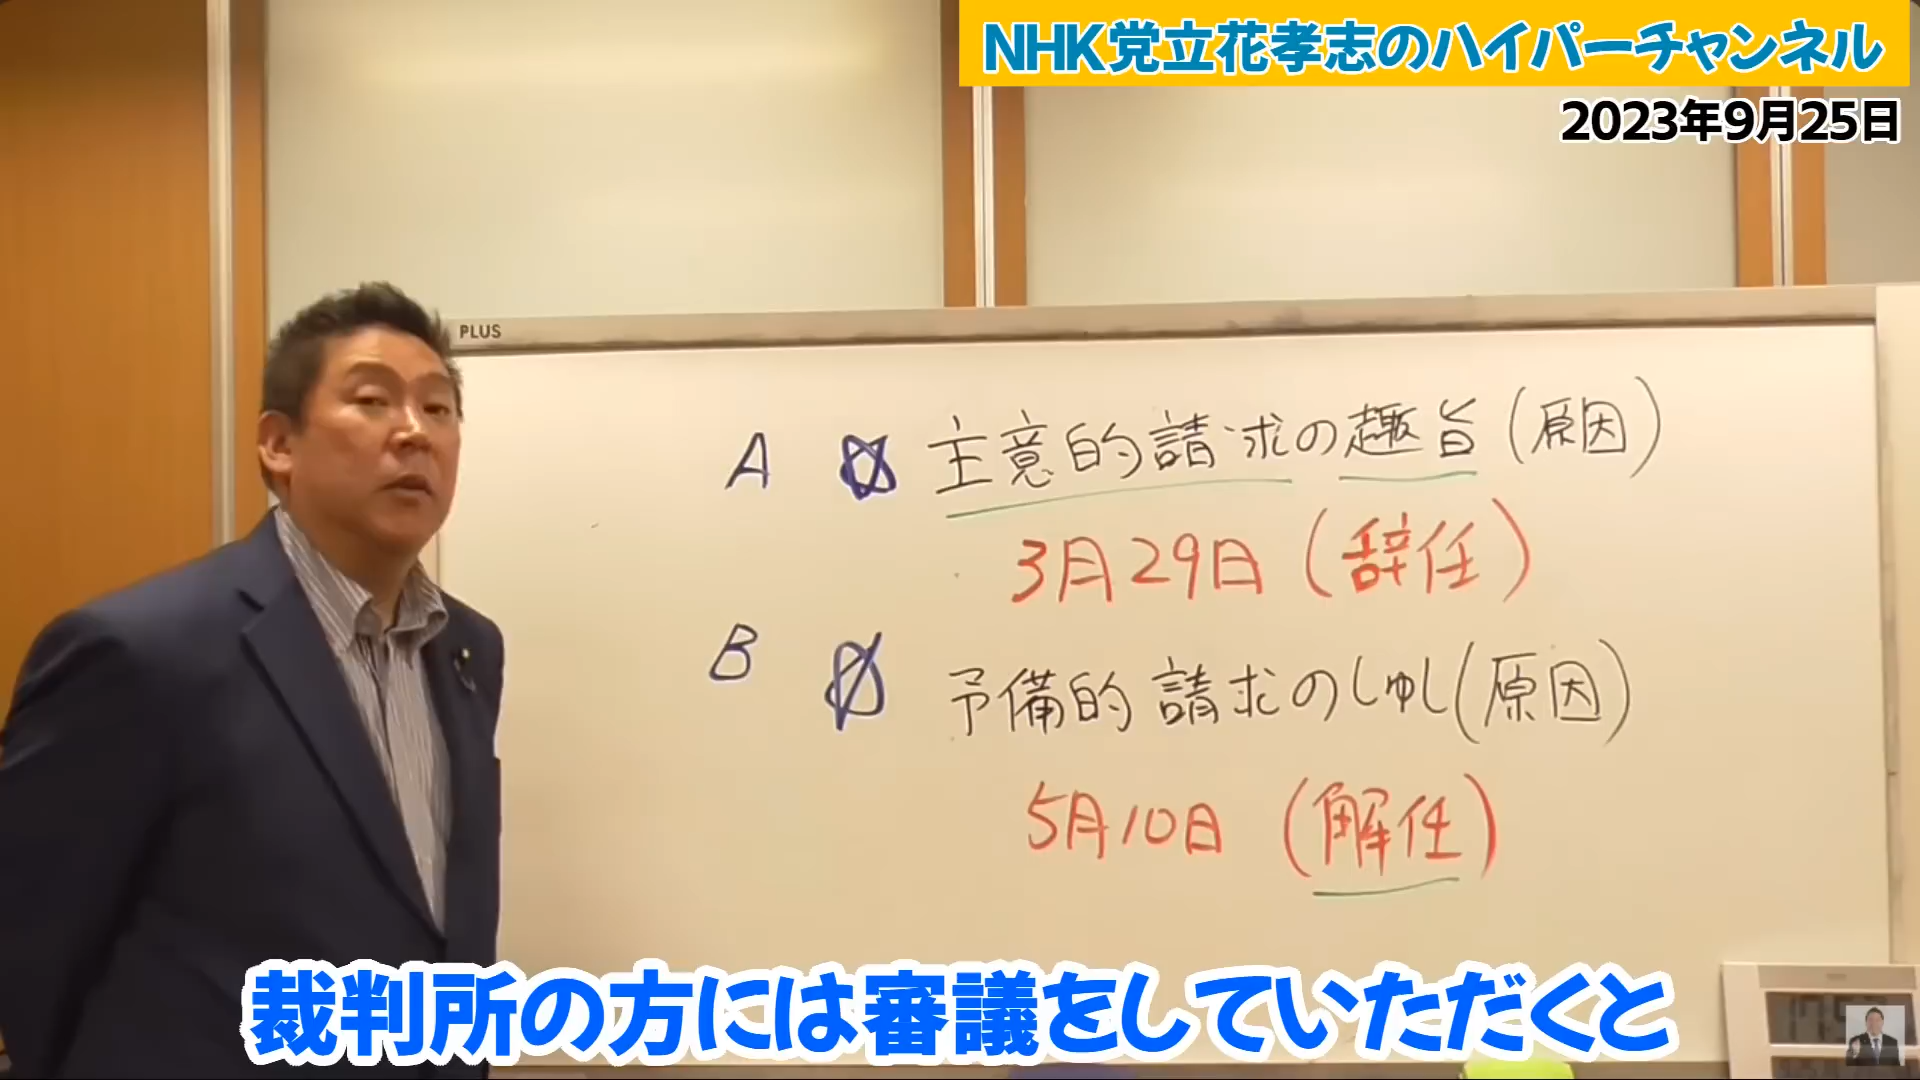 NHK党立花孝志のハイパーチャンネル
2023年9月25日
PLUS
A 主意的請求の趣旨(原因)
3月29日(辞任)
B 予備的請求のしゅし(原因)
5月10日(解任)
裁判所の方には審議をしていただくと